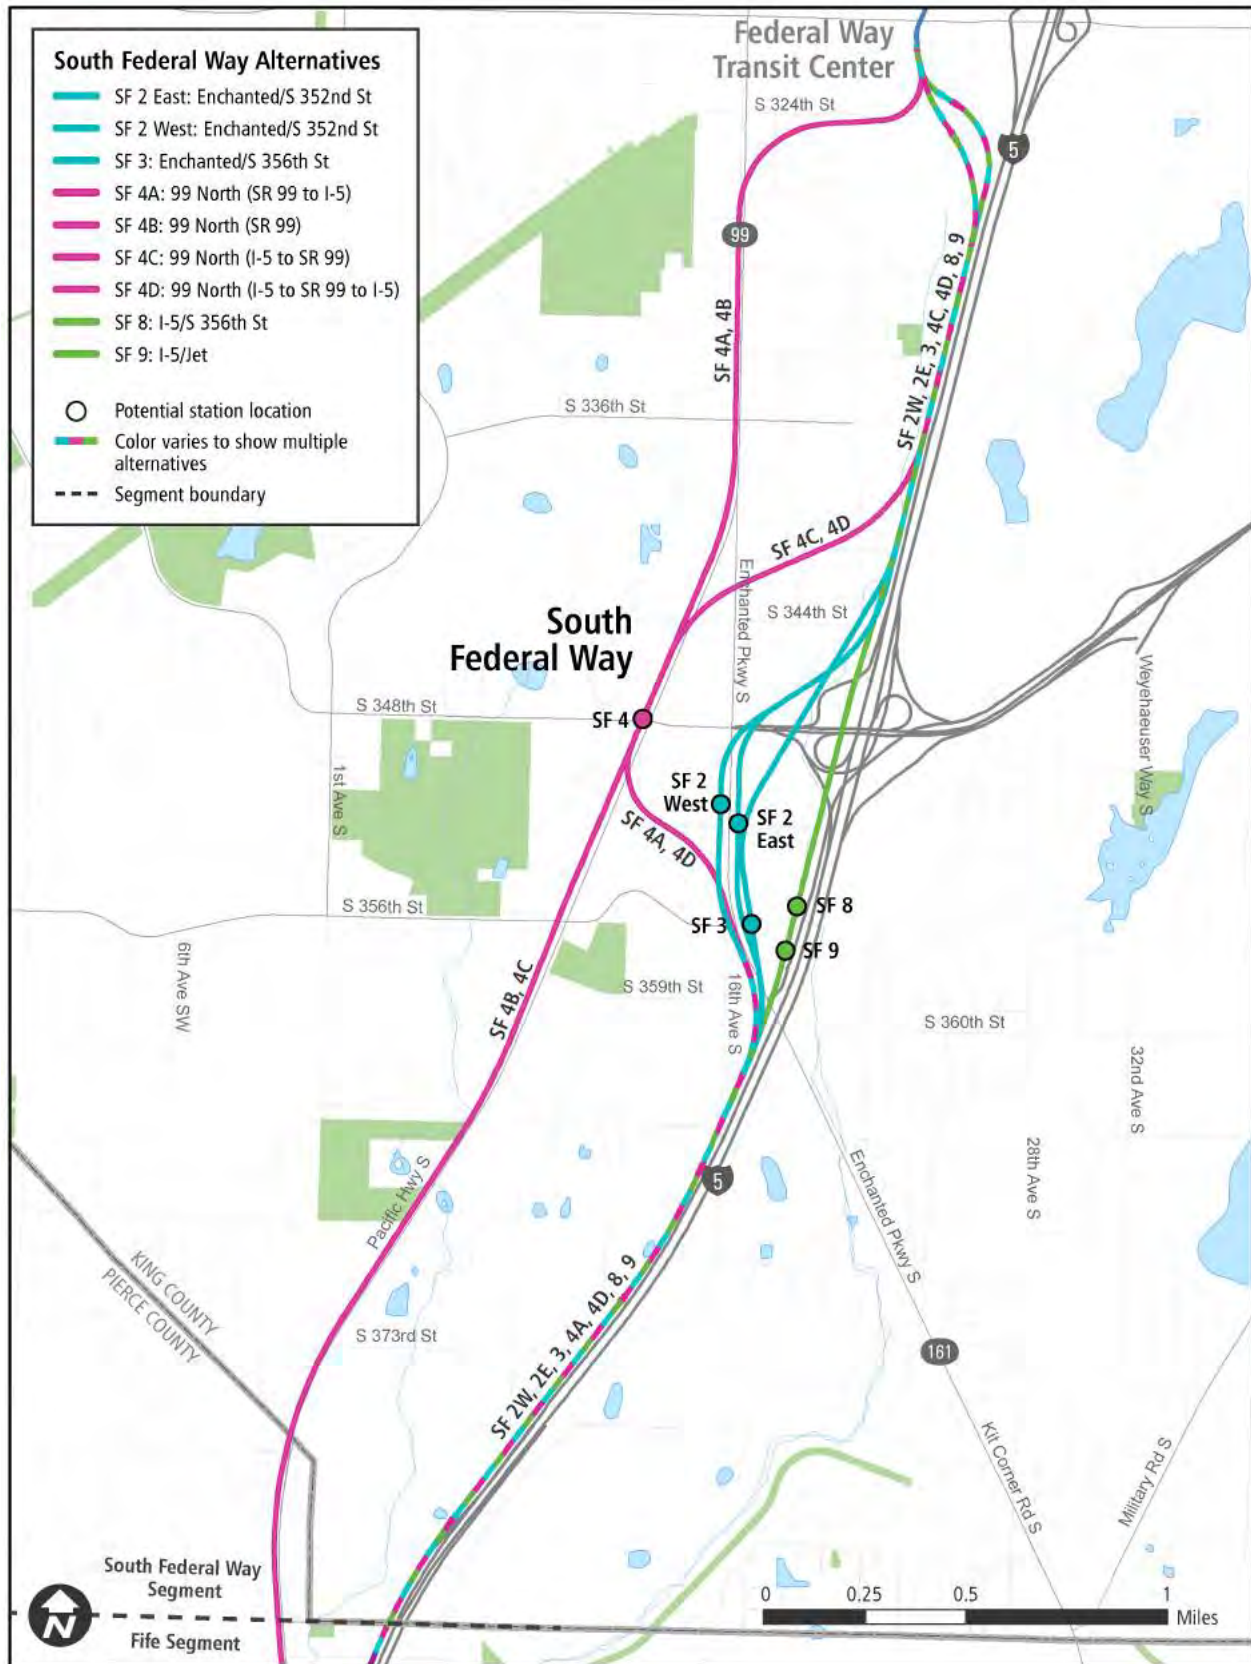 South Federal Way Alternatives
SF 2 East: Enchanted/S 352nd St
SF 2 West: Enchanted/S 352nd St
SF 3: Enchanted/S 356th St
SF 4A: 99 North (SR 99 to I-5)
SF 4B: 99 North (SR 99)
SF 4C: 99 North (I-5 to SR 99)
SF 4D: 99 North (I-5 to SR 99 to I-5)
SF 8: I-5/S 356th St
SF 9: I-5/Jet
Potential station location
Color varies to show multiple
alternatives
Segment boundary
Federal Way
Transit Center
S 324th St
5
99
SF 4A, 4B
SF 2W, 2E, 3, 4C, 4D, 8, 9
S 336th St
SF 4C, 4D
Enchanted Pkwy S
S 344th St
South
Federal Way
Weyehaeuser Way S
S 348th St
SF 4
1st Ave S
SF 2
West
SF 2
East
SF 4A, 4D
S 356th St
SF 8
SF 3
SF 9
6th Ave SW
SF 4B, 4C
S 359th St
16th Ave S
S 360th St
32nd Ave S
28th Ave S
Enchanted Pkwy S
5
Pacific Hwy S
KING COUNTY
PIERCE COUNTY
S 373rd St
SF 2W, 2E, 3, 4A, 4D, 8, 9
161
Kit Corner Rd S
Military Rd S
South Federal Way
Segment
Fife Segment
N
0
0.25
0.5
1
Miles